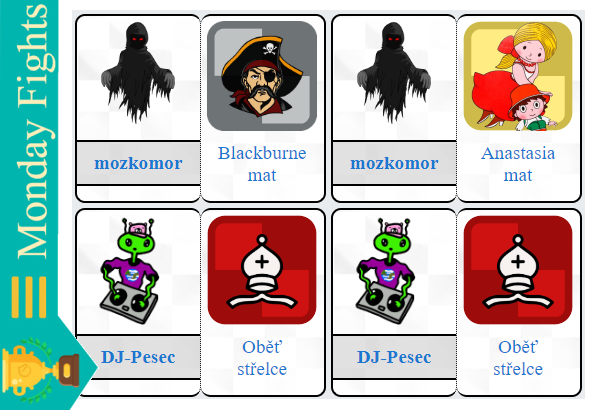 Monday Fights
mozkomor
Blackburne
mat
mozkomor
Anastasia
mat
DJ-Pesec
Oběť
střelce
DJ-Pesec
Oběť
střelce